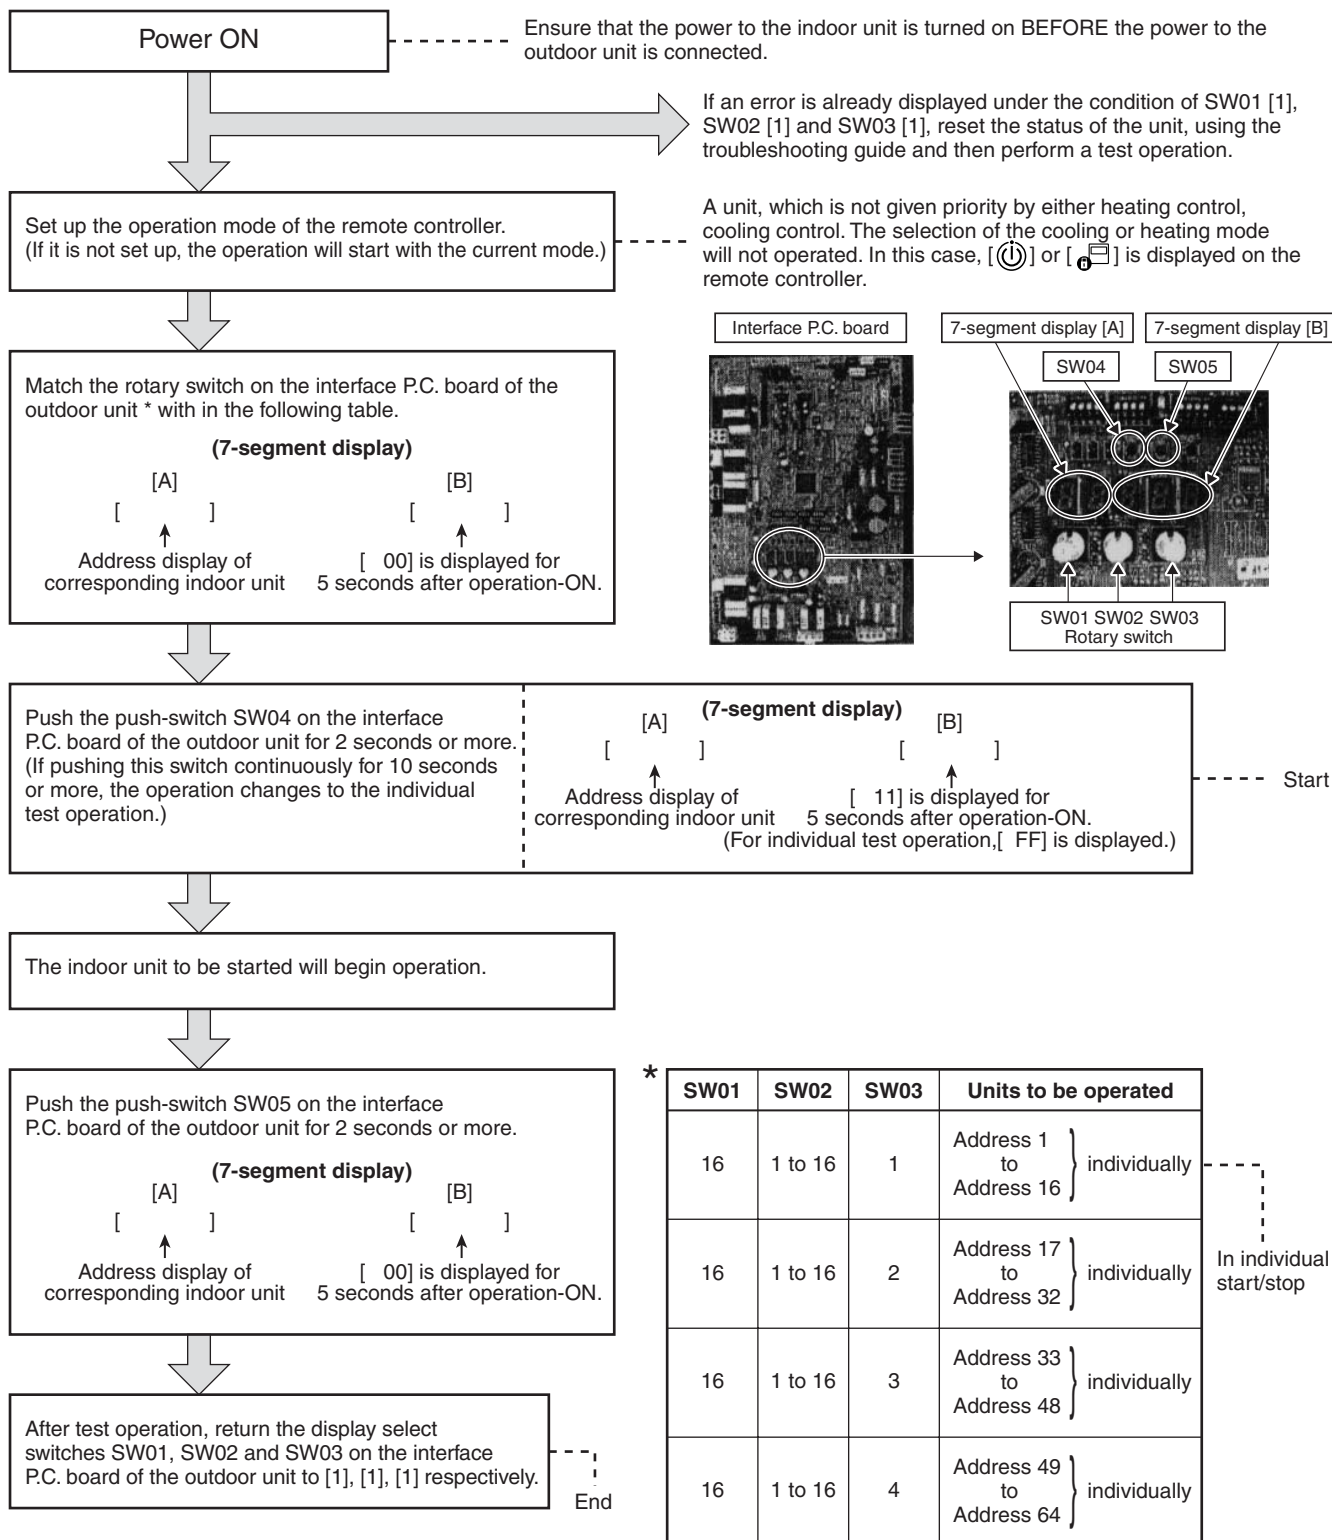 Power ON
Ensure that the power to the indoor unit is turned on BEFORE the power to the
outdoor unit is connected.
If an error is already displayed under the condition of SW01 [1],
SW02 [1] and SW03 [1], reset the status of the unit, using the
troubleshooting guide and then perform a test operation.
Set up the operation mode of the remote controller.
(If it is not set up, the operation will start with the current mode.)
A unit, which is not given priority by either heating control,
cooling control. The selection of the cooling or heating mode
will not operated. In this case, [ ] or [ ] is displayed on the
remote controller.
Match the rotary switch on the interface P.C. board of the
outdoor unit * with in the following table.
(7-segment display)
[A] [B]
[ ] [ ]
Address display of
corresponding indoor unit
[ 00] is displayed for
5 seconds after operation-ON.
Interface P.C. board
7-segment display [A]
7-segment display [B]
SW04
SW05
SW01 SW02 SW03
Rotary switch
Push the push-switch SW04 on the interface
P.C. board of the outdoor unit for 2 seconds or more.
(If pushing this switch continuously for 10 seconds
or more, the operation changes to the individual
test operation.)
(7-segment display)
[A] [B]
[ ] [ ]
Address display of
corresponding indoor unit
[ 11] is displayed for
5 seconds after operation-ON.
(For individual test operation,[ FF] is displayed.)
Start
The indoor unit to be started will begin operation.
Push the push-switch SW05 on the interface
P.C. board of the outdoor unit for 2 seconds or more.
(7-segment display)
[A] [B]
[ ] [ ]
Address display of
corresponding indoor unit
[ 00] is displayed for
5 seconds after operation-ON.
After test operation, return the display select
switches SW01, SW02 and SW03 on the interface
P.C. board of the outdoor unit to [1], [1], [1] respectively.
End
*
SW01 SW02 SW03 Units to be operated
16 1 to 16 1 Address 1 to Address 16 } individually
16 1 to 16 2 Address 17 to Address 32 } individually
16 1 to 16 3 Address 33 to Address 48 } individually
16 1 to 16 4 Address 49 to Address 64 } individually
In individual
start/stop